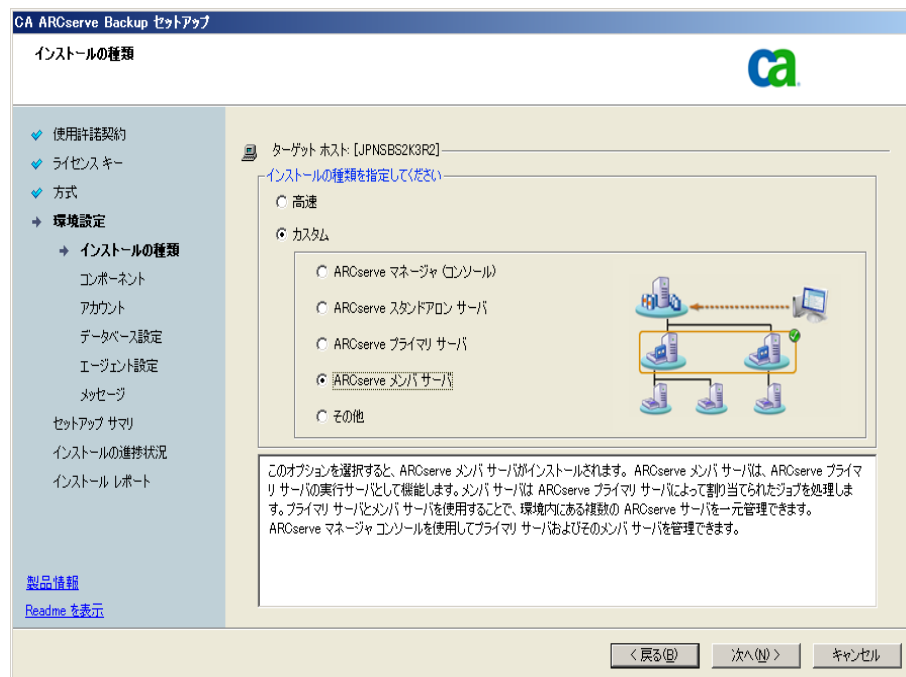 CA ARCserve Backup セットアップ
インストールの種類
ca
使用許諾契約
ライセンス キー
方式
環境設定
インストールの種類
コンポーネント
アカウント
データベース設定
エージェント設定
メッセージ
セットアップ サマリ
インストールの進捗状況
インストール レポート
製品情報
Readme を表示
ターゲット ホスト: [JPNSBS2K3R2]
インストールの種類を指定してください
高速
カスタム
ARCserve マネージャ (コンソール)
ARCserve スタンドアロン サーバ
ARCserve プライマリ サーバ
ARCserve メンバ サーバ
その他
このオプションを選択すると、ARCserve メンバ サーバがインストールされます。 ARCserve メンバ サーバは、ARCserve プライマ
リ サーバの実行サーバとして機能します。メンバ サーバは ARCserve プライマリ サーバによって割り当てられたジョブを処理しま
す。プライマリ サーバとメンバ サーバを使用することで、環境内にある複数の ARCserve サーバを一元管理できます。
ARCserve マネージャ コンソールを使用してプライマリ サーバおよびそのメンバ サーバを管理できます。
< 戻る(B)
次へ(N) >
キャンセル